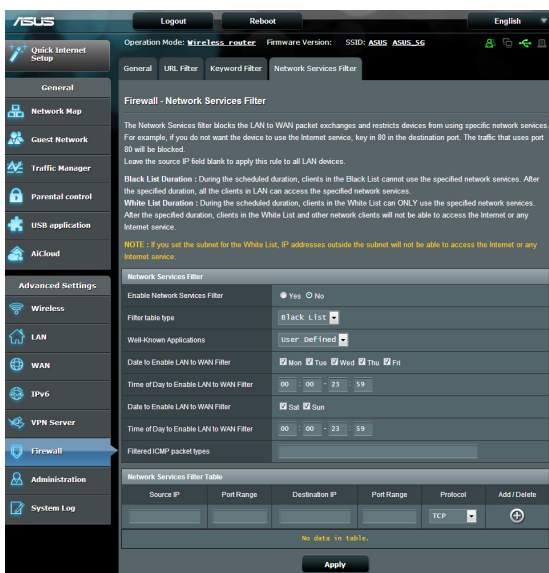 ASUS Logout Reboot English
Quick Internet Setup
Operation Mode: Wireless router Firmware Version: SSID: ASUS ASUS_5G
General URL Filter Keyword Filter Network Services Filter
General
Network Map
Guest Network
Traffic Manager
Parental control
USB application
AiCloud
Advanced Settings
Wireless
LAN
WAN
IPv6
VPN Server
Firewall
Administration
System Log
Firewall - Network Services Filter
The Network Services filter blocks the LAN to WAN packet exchanges and restricts devices from using specific network services.
For example, if you do not want the device to use the Internet service, key in 80 in the destination port. The traffic that uses port
80 will be blocked.
Leave the source IP field blank to apply this rule to all LAN devices.
Black List Duration : During the scheduled duration, clients in the Black List cannot use the specified network services. After
the specified duration, all the clients in LAN can access the specified network services.
White List Duration : During the scheduled duration, clients in the White List can ONLY use the specified network services.
After the specified duration, clients in the White List and other network clients will not be able to access the Internet or any
Internet service.
NOTE : If you set the subnet for the White List, IP addresses outside the subnet will not be able to access the Internet or any
Internet service.
Network Services Filter
Enable Network Services Filter Yes No
Filter table type Black List
Well-Known Applications User Defined
Date to Enable LAN to WAN Filter Mon Tue Wed Thu Fri
Time of Day to Enable LAN to WAN Filter 00 : 00 - 23 : 59
Date to Enable LAN to WAN Filter Sat Sun
Time of Day to Enable LAN to WAN Filter 00 : 00 - 23 : 59
Filtered ICMP packet types
Network Services Filter Table
Source IP Port Range Destination IP Port Range Protocol Add / Delete
TCP
No data in table.
Apply